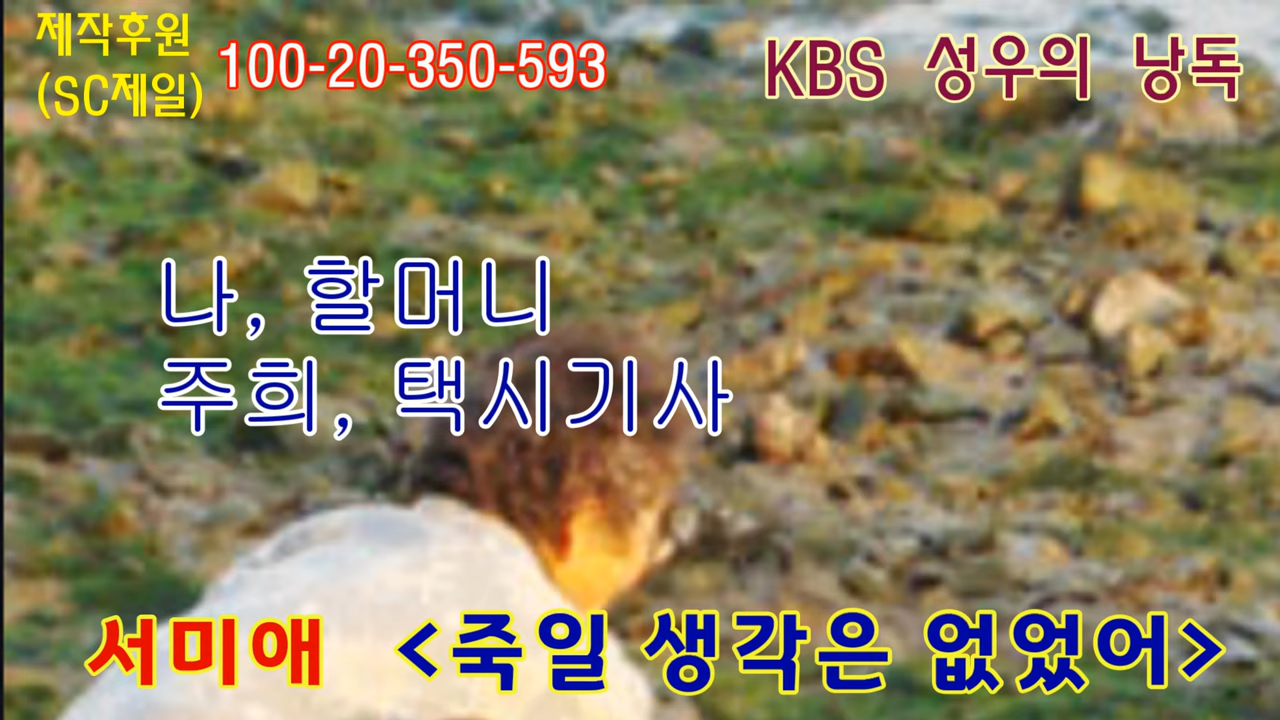 제작후원
(SC제일)
100-20-350-593
KBS 성우의 낭독
나, 할머니
주희, 택시기사
서미애 <죽일 생각은 없었어>